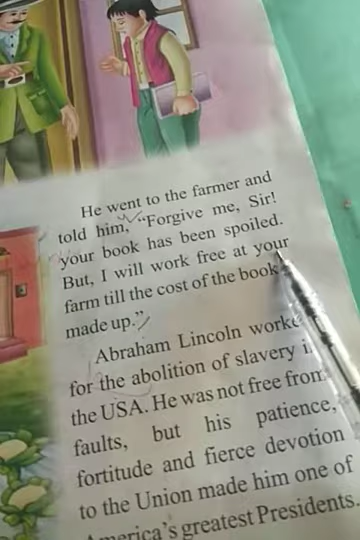 He went to the farmer and
told him, “Forgive me, Sir!
your book has been spoiled.
But, I will work free at your
farm till the cost of the book
made up.”
Abraham Lincoln
for the abolition of slavery
the USA. He was not free from
faults, but his patience,
fortitude and fierce devotion
to the Union made him one of
America’s greatest Presidents.